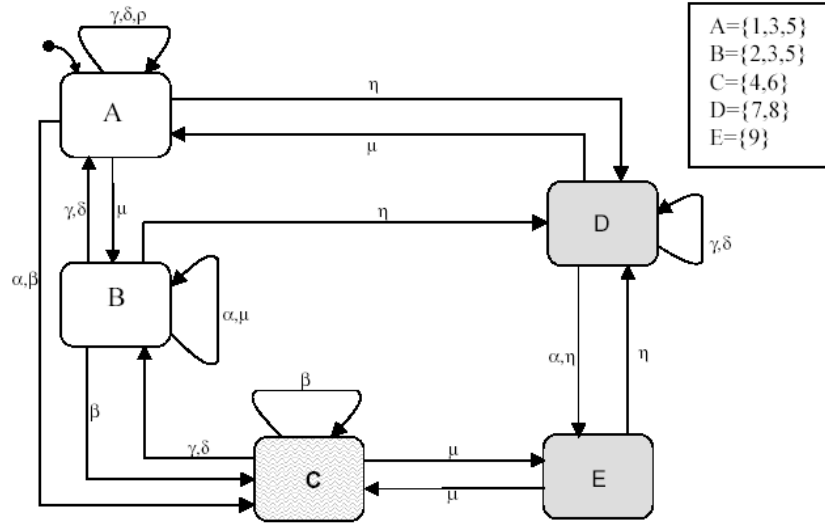 γ,δ,ρ
A={1,3,5}
B={2,3,5}
C={4,6}
D={7,8}
E={9}
A
η
μ
γ,δ
μ
η
D
γ,δ
α,β
B
α,μ
α,η
η
β
β
γ,δ
C
μ
μ
E